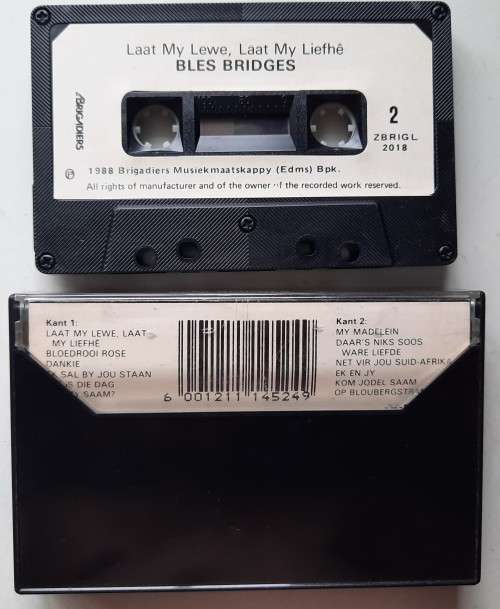 Laat My Lewe, Laat My Liefhê
BLES BRIDGES
BRIGADIERS
2
ZBRIGL
2018
℗ 1988 Brigadiers Musiekmaatskappy (Edms) Bpk.
All rights of manufacturer and of the owner of the recorded work reserved.
Kant 1:
LAAT MY LEWE, LAAT
MY LIEFHÊ
BLOEDROOI ROSE
DANKIE
SAL BY JOU STAAN
DIE DAG
SAAM?
6 001211 145249
Kant 2:
MY MADELEIN
DAAR'S NIKS SOOS
WARE LIEFDE
NET VIR JOU SUID-AFRIKA
EK EN JY
KOM JODEL SAAM
OP